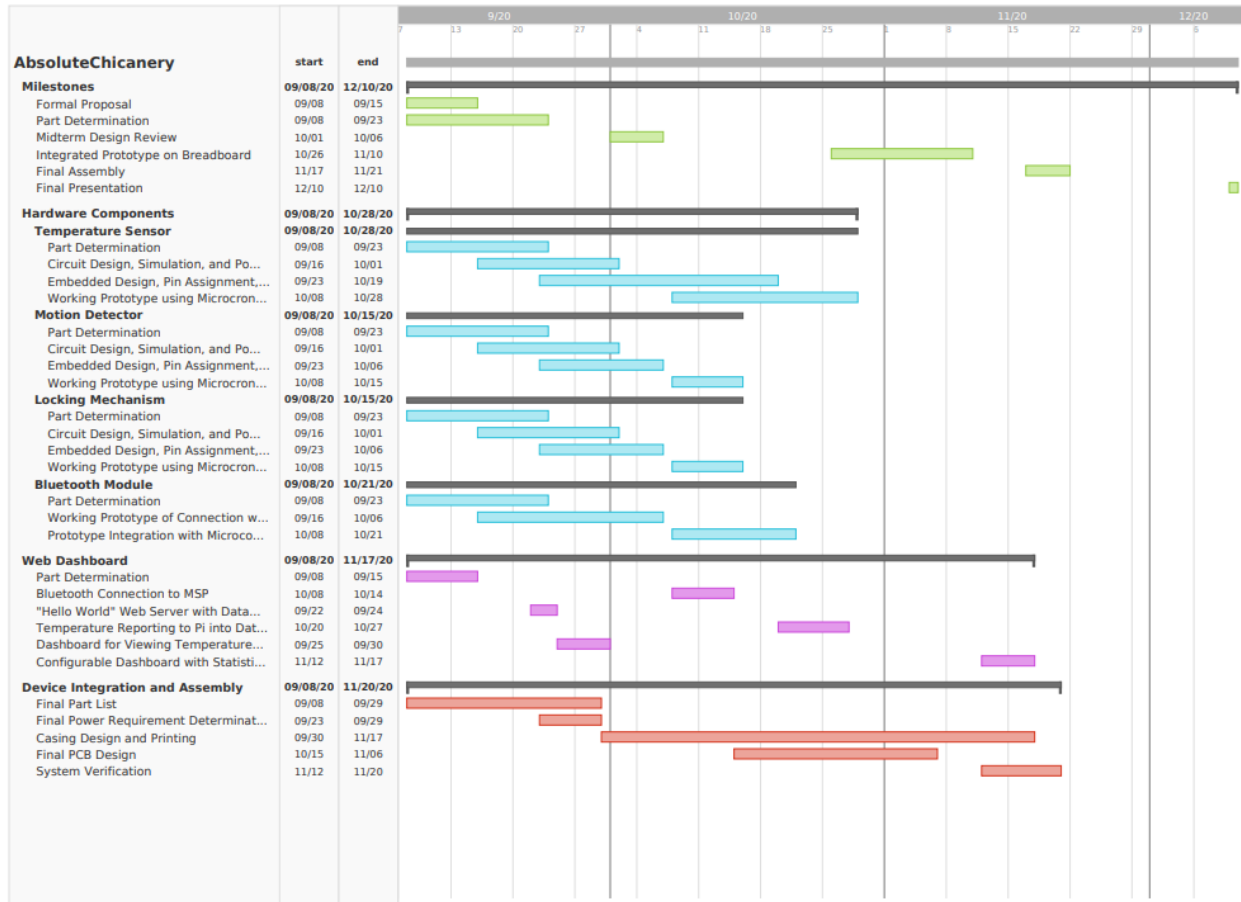 9/20 10/20 11/20 12/20
7 13 20 27 4 11 18 25 1 8 15 22 29 6
AbsoluteChicanery start end
Milestones 09/08/20 12/10/20
Formal Proposal 09/08 09/15
Part Determination 09/08 09/23
Midterm Design Review 10/01 10/06
Integrated Prototype on Breadboard 10/26 11/10
Final Assembly 11/17 11/21
Final Presentation 12/10 12/10
Hardware Components 09/08/20 10/28/20
Temperature Sensor 09/08/20 10/28/20
Part Determination 09/08 09/23
Circuit Design, Simulation, and Po... 09/16 10/01
Embedded Design, Pin Assignment,... 09/23 10/19
Working Prototype using Microcron... 10/08 10/28
Motion Detector 09/08/20 10/15/20
Part Determination 09/08 09/23
Circuit Design, Simulation, and Po... 09/16 10/01
Embedded Design, Pin Assignment,... 09/23 10/06
Working Prototype using Microcron... 10/08 10/15
Locking Mechanism 09/08/20 10/15/20
Part Determination 09/08 09/23
Circuit Design, Simulation, and Po... 09/16 10/01
Embedded Design, Pin Assignment,... 09/23 10/06
Working Prototype using Microcron... 10/08 10/15
Bluetooth Module 09/08/20 10/21/20
Part Determination 09/08 09/23
Working Prototype of Connection w... 09/16 10/06
Prototype Integration with Microco... 10/08 10/21
Web Dashboard 09/08/20 11/17/20
Part Determination 09/08 09/15
Bluetooth Connection to MSP 10/08 10/14
"Hello World" Web Server with Data... 09/22 09/24
Temperature Reporting to Pi into Dat... 10/20 10/27
Dashboard for Viewing Temperature... 09/25 09/30
Configurable Dashboard with Statisti... 11/12 11/17
Device Integration and Assembly 09/08/20 11/20/20
Final Part List 09/08 09/29
Final Power Requirement Determinat... 09/23 09/29
Casing Design and Printing 09/30 11/17
Final PCB Design 10/15 11/06
System Verification 11/12 11/20